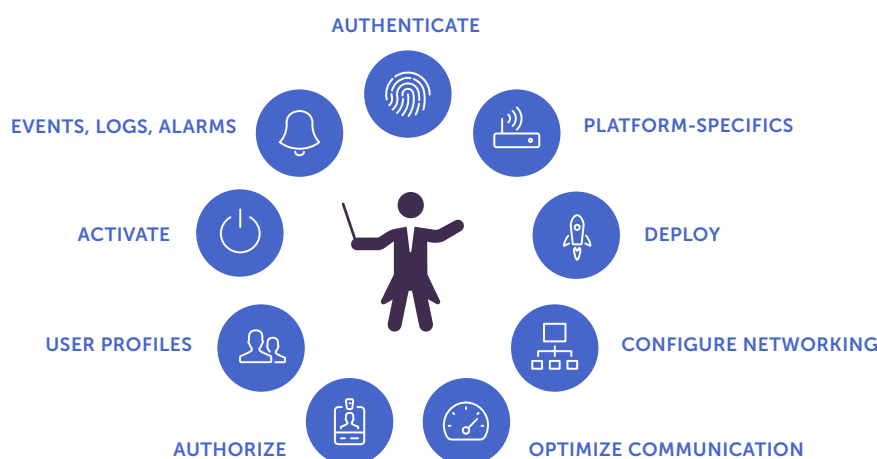 AUTHENTICATE
EVENTS, LOGS, ALARMS
PLATFORM-SPECIFICS
ACTIVATE
DEPLOY
USER PROFILES
CONFIGURE NETWORKING
AUTHORIZE
OPTIMIZE COMMUNICATION